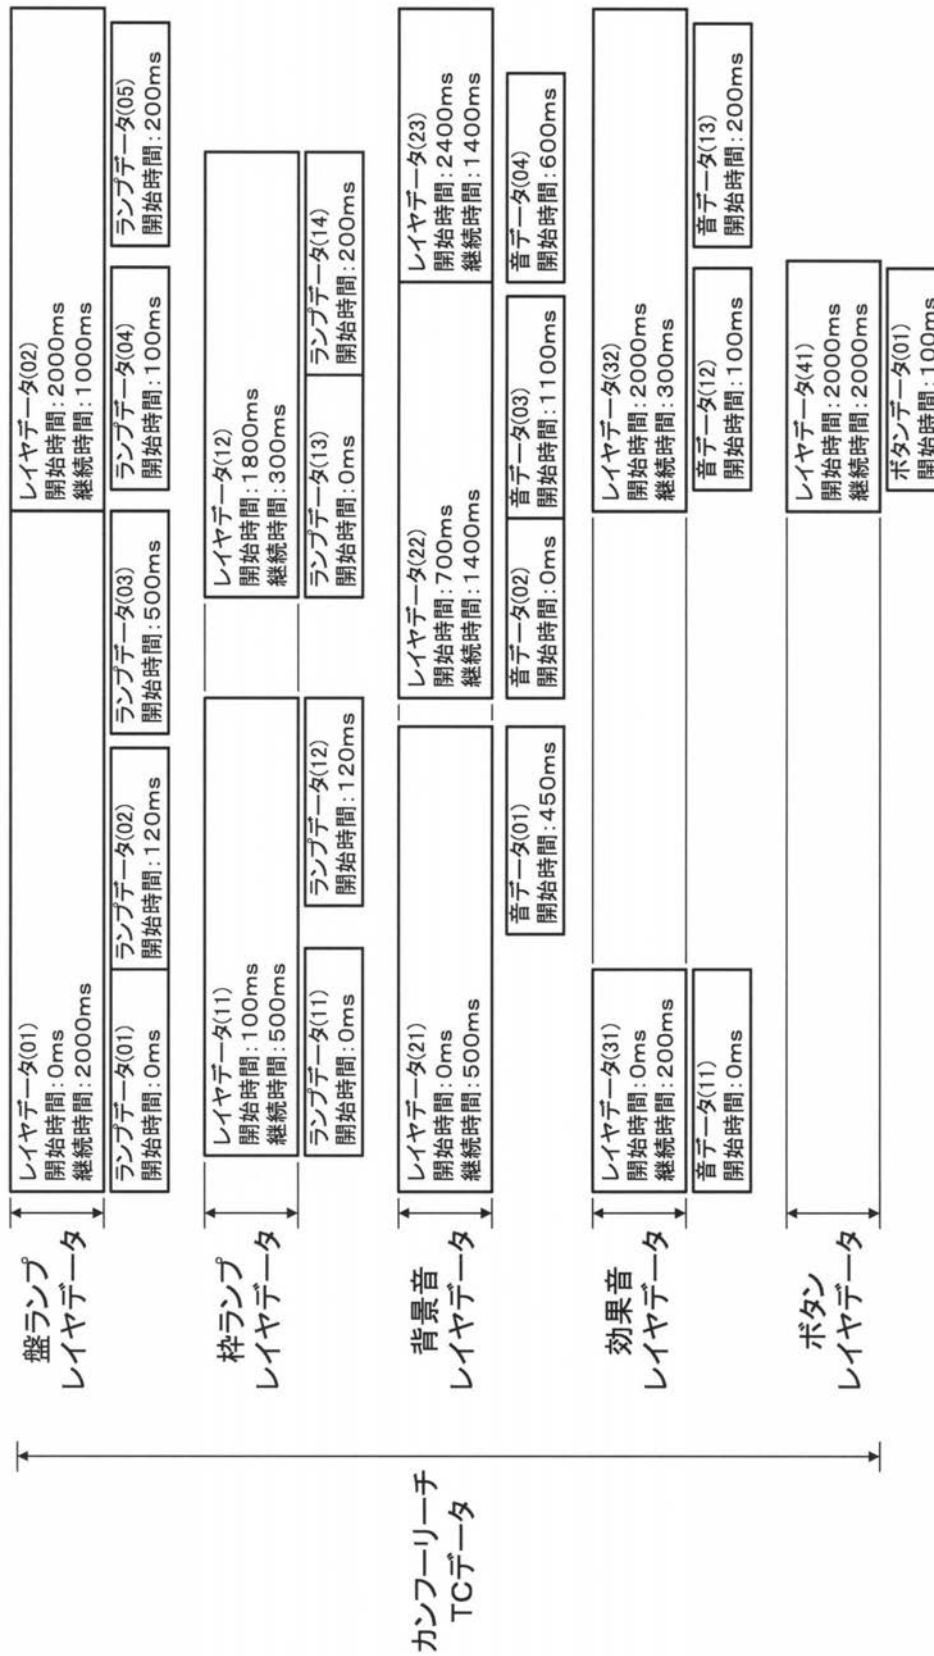 カンフーリーチ
TCデータ
盤ランプ
レイヤデータ
レイヤデータ(01)
開始時間:0ms
継続時間:2000ms
レイヤデータ(02)
開始時間:2000ms
継続時間:1000ms
ランプデータ(01)
開始時間:0ms
ランプデータ(02)
開始時間:120ms
ランプデータ(03)
開始時間:500ms
ランプデータ(04)
開始時間:100ms
ランプデータ(05)
開始時間:200ms
枠ランプ
レイヤデータ
レイヤデータ(11)
開始時間:100ms
継続時間:500ms
レイヤデータ(12)
開始時間:1800ms
継続時間:300ms
ランプデータ(11)
開始時間:0ms
ランプデータ(12)
開始時間:120ms
ランプデータ(13)
開始時間:0ms
ランプデータ(14)
開始時間:200ms
背景音
レイヤデータ
レイヤデータ(21)
開始時間:0ms
継続時間:500ms
レイヤデータ(22)
開始時間:700ms
継続時間:1400ms
レイヤデータ(23)
開始時間:2400ms
継続時間:1400ms
音データ(01)
開始時間:450ms
音データ(02)
開始時間:0ms
音データ(03)
開始時間:1100ms
音データ(04)
開始時間:600ms
効果音
レイヤデータ
レイヤデータ(31)
開始時間:0ms
継続時間:200ms
レイヤデータ(32)
開始時間:2000ms
継続時間:300ms
音データ(11)
開始時間:0ms
音データ(12)
開始時間:100ms
音データ(13)
開始時間:200ms
ボタン
レイヤデータ
レイヤデータ(41)
開始時間:2000ms
継続時間:2000ms
ボタンデータ(01)
開始時間:100ms